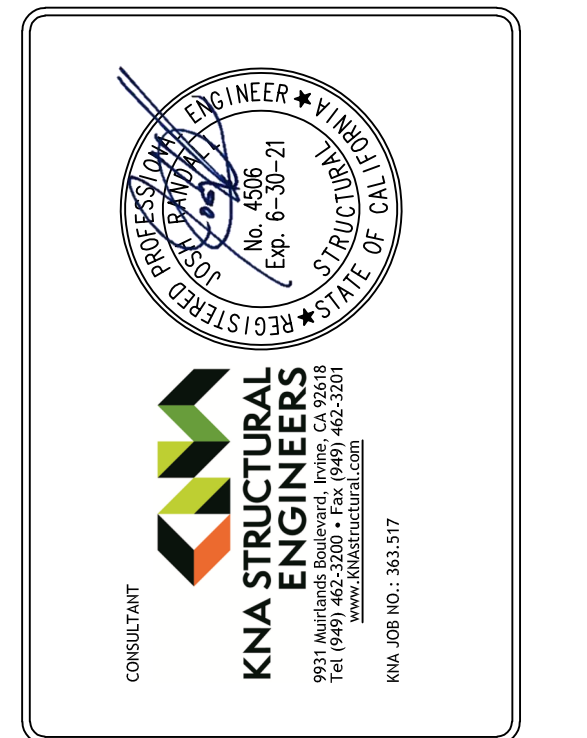 CONSULTANT
KNA STRUCTURAL
ENGINEERS
9931 Muirlands Boulevard, Irvine, CA 92618
Tel (949) 462-3200 • Fax (949) 462-3201
www.KNAstructural.com
KNA JOB NO.: 363.517
REGISTERED PROFESSIONAL ENGINEER
JOSH RANDALL
No. 4506
Exp. 6-30-21
STRUCTURAL
★ STATE OF CALIFORNIA ★